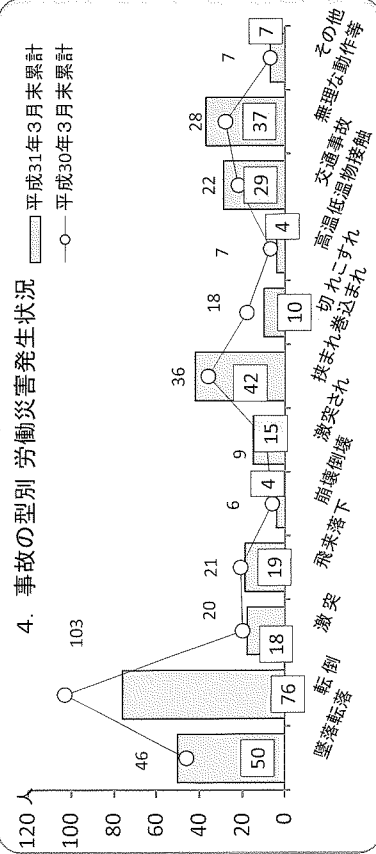 4. 事故の型別 労働災害発生状況
平成31年3月末累計
平成30年3月末累計
120 人
100
80
60
40
20
0
46
103
20
21
6
9
36
18
7
22
28
7
50
76
18
19
4
15
42
10
4
29
37
7
墜落転落
転倒
激突
飛来落下
崩壊倒壊
激突され
挟まれ巻込まれ
切れこすれ
高温低温物接触
交通事故
無理な動作等
その他